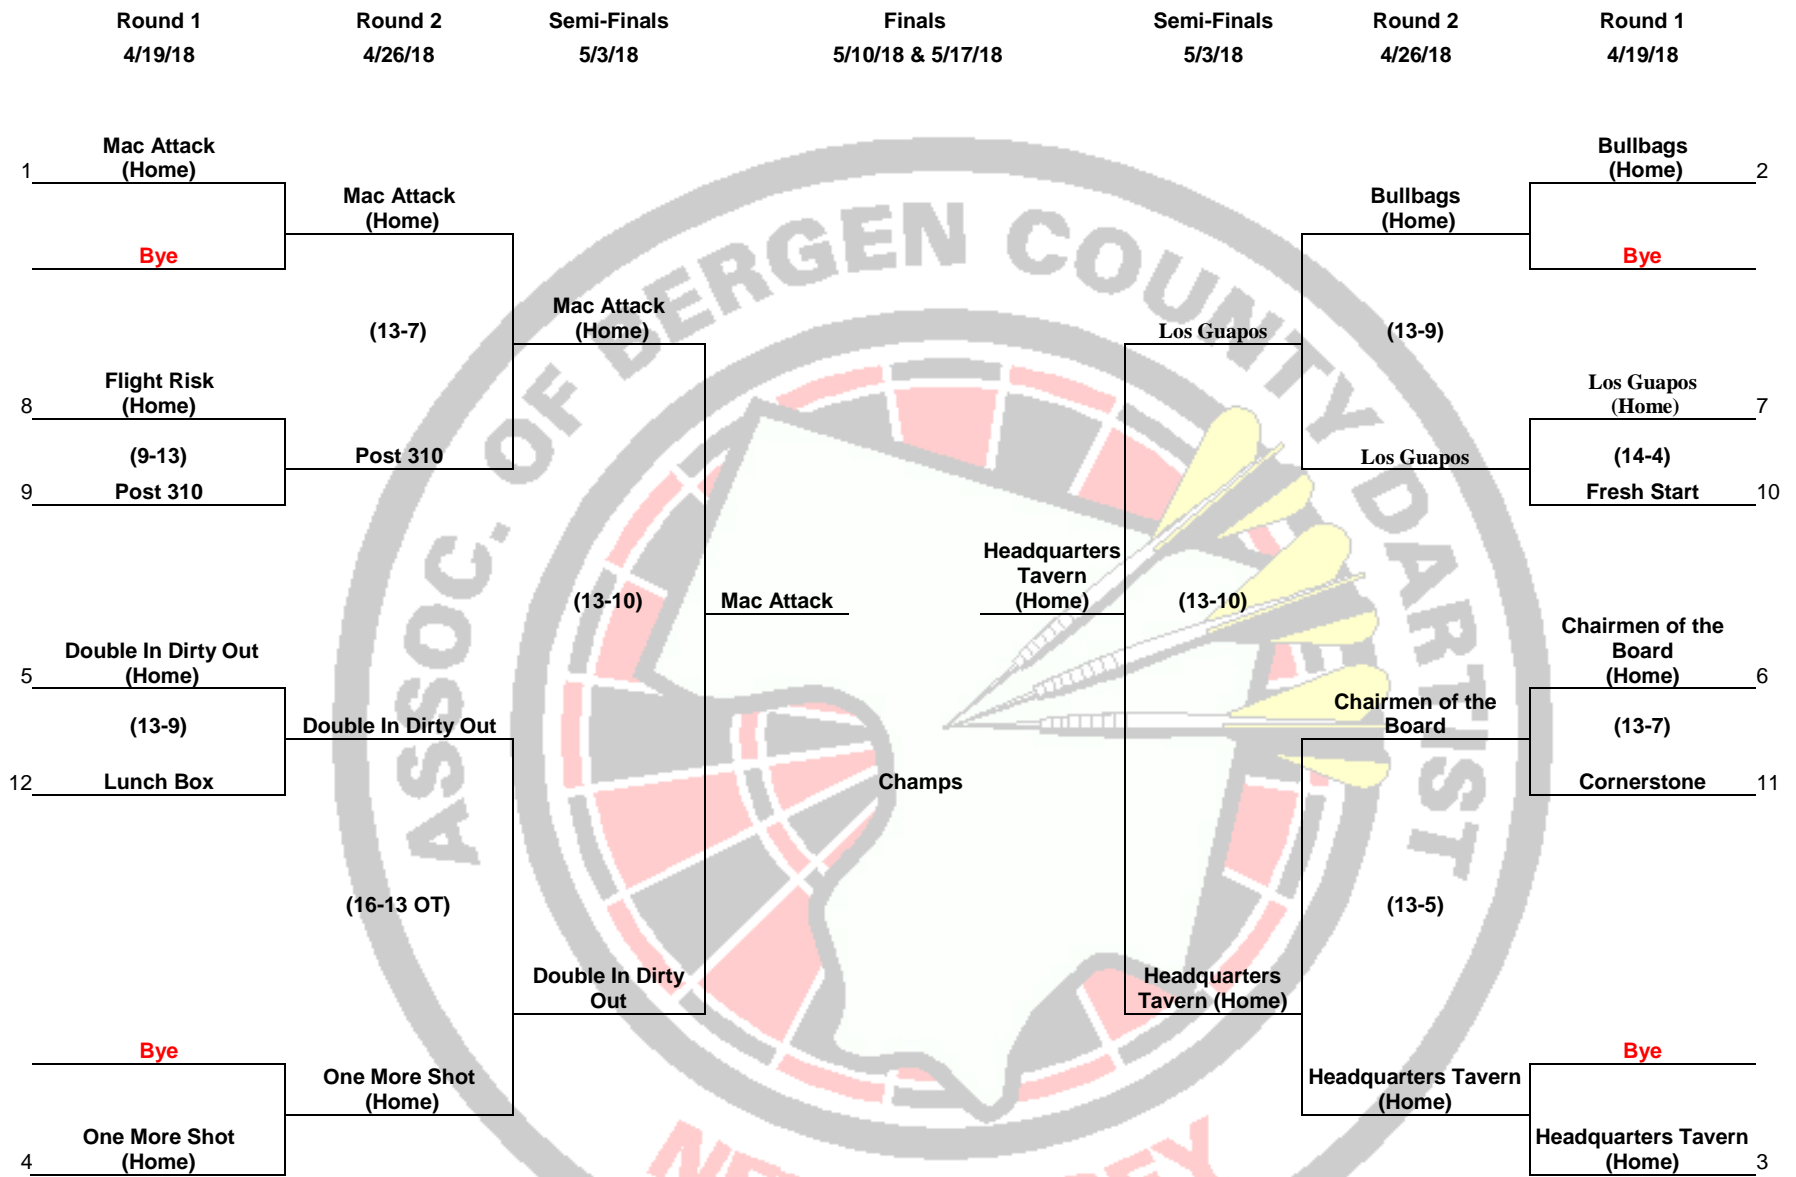 Round 1 Round 2 Semi-Finals Finals Semi-Finals Round 2 Round 1
4/19/18 4/26/18 5/3/18 5/10/18 & 5/17/18 5/3/18 4/26/18 4/19/18
Mac Attack
(Home)
1
Bye
Mac Attack
(Home)
(13-7)
Flight Risk
(Home)
8
(9-13)
Post 310
9
Post 310
Mac Attack
(Home)
(13-10)
Mac Attack
Double In Dirty Out
(Home)
5
(13-9)
Lunch Box
12
Double In Dirty Out
(16-13 OT)
Double In Dirty
Out
Bye
One More Shot
(Home)
One More Shot
(Home)
4
Champs
Headquarters
Tavern
(Home)
Los Guapos
(13-10)
Headquarters
Tavern (Home)
Bullbags
(Home)
(13-9)
Los Guapos
Chairmen of the
Board
(13-5)
Headquarters Tavern
(Home)
Bullbags
(Home)
2
Bye
Los Guapos
(Home)
7
(14-4)
Fresh Start
10
Chairmen of the
Board
(Home)
6
(13-7)
Cornerstone
11
Bye
Headquarters Tavern
(Home)
3
ASSOC. OF BERGEN COUNTY DARTIST